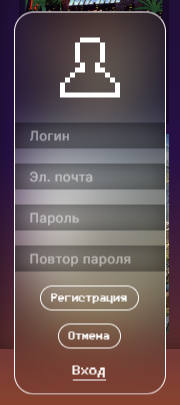 Логин
Эл. почта
Пароль
Повтор пароля
Регистрация
Отмена
Вход